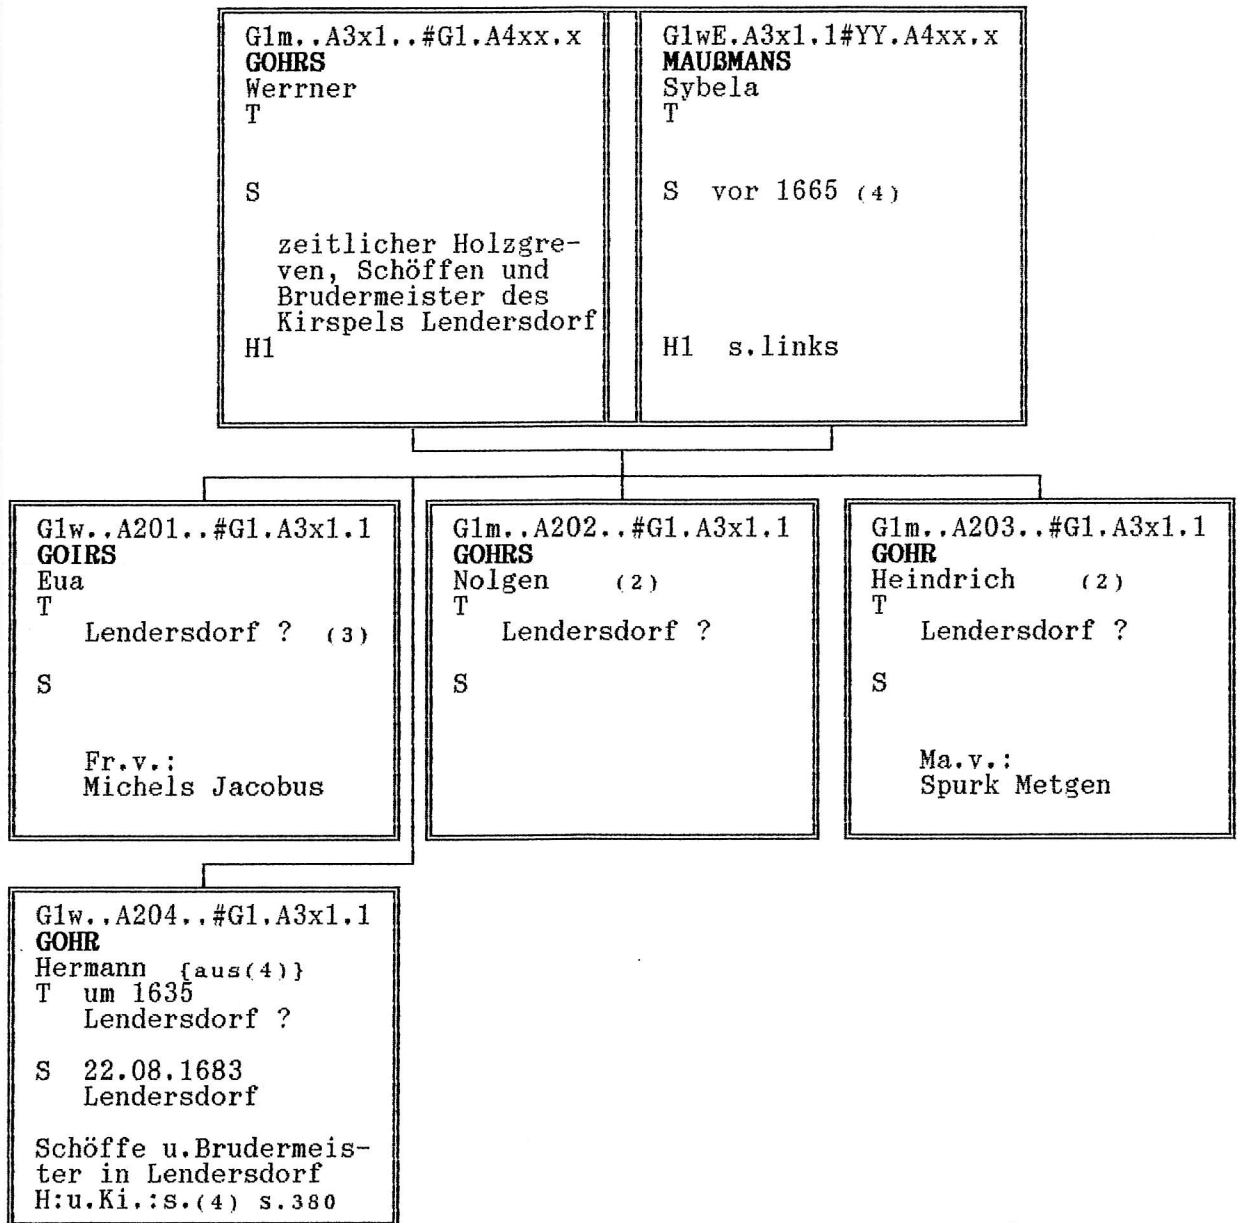 G1m..A3x1..#G1.A4xx.x
GOHRS
Werrner
T
S
zeitlicher Holzgre-
ven, Schöffen und
Brudermeister des
Kirspels Lendersdorf
H1
G1wE.A3x1.1#YY.A4xx.x
MAUßMANS
Sybela
T
S vor 1665 (4)
H1 s.links
G1w..A201..#G1.A3x1.1
GOIRS
Eua
T
Lendersdorf ? (3)
S
Fr.v.:
Michels Jacobus
G1m..A202..#G1.A3x1.1
GOHRS
Nolgen (2)
T
Lendersdorf ?
S
G1m..A203..#G1.A3x1.1
GOHR
Heindrich (2)
T
Lendersdorf ?
S
Ma.v.:
Spurk Metgen
G1w..A204..#G1.A3x1.1
GOHR
Hermann {aus(4)}
T um 1635
Lendersdorf ?
S 22.08.1683
Lendersdorf
Schöffe u.Brudermeis-
ter in Lendersdorf
H:u.Ki.:s.(4) S.380